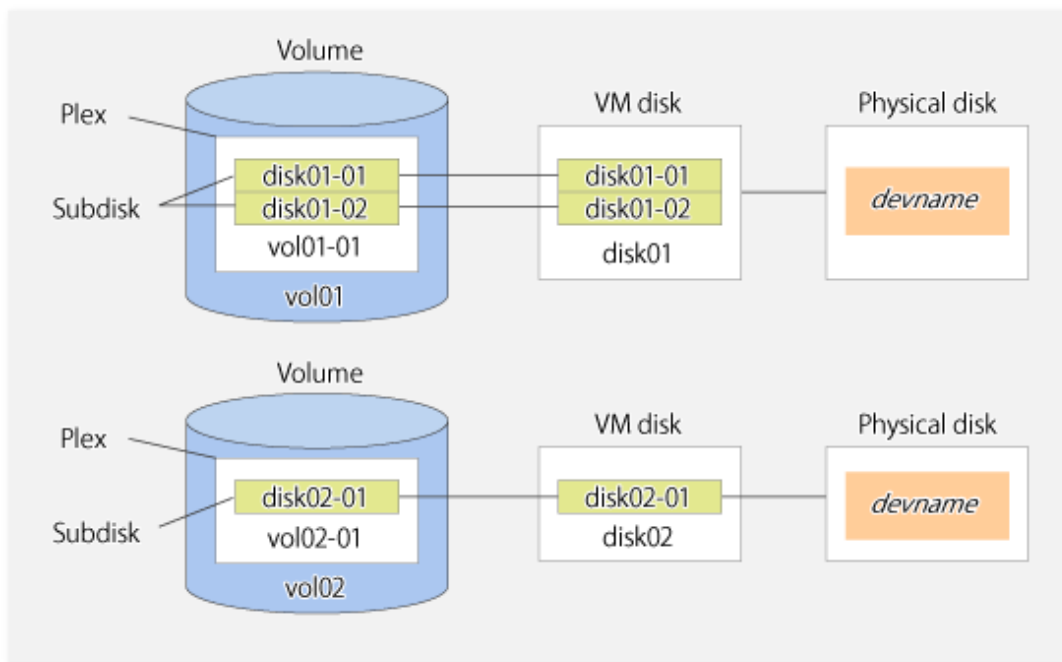 Volume
VM disk
Physical disk
Plex
disk01-01
disk01-01
devname
Subdisk
disk01-02
disk01-02
vol01-01
disk01
vol01
Volume
VM disk
Physical disk
Plex
disk02-01
disk02-01
devname
Subdisk
vol02-01
disk02
vol02